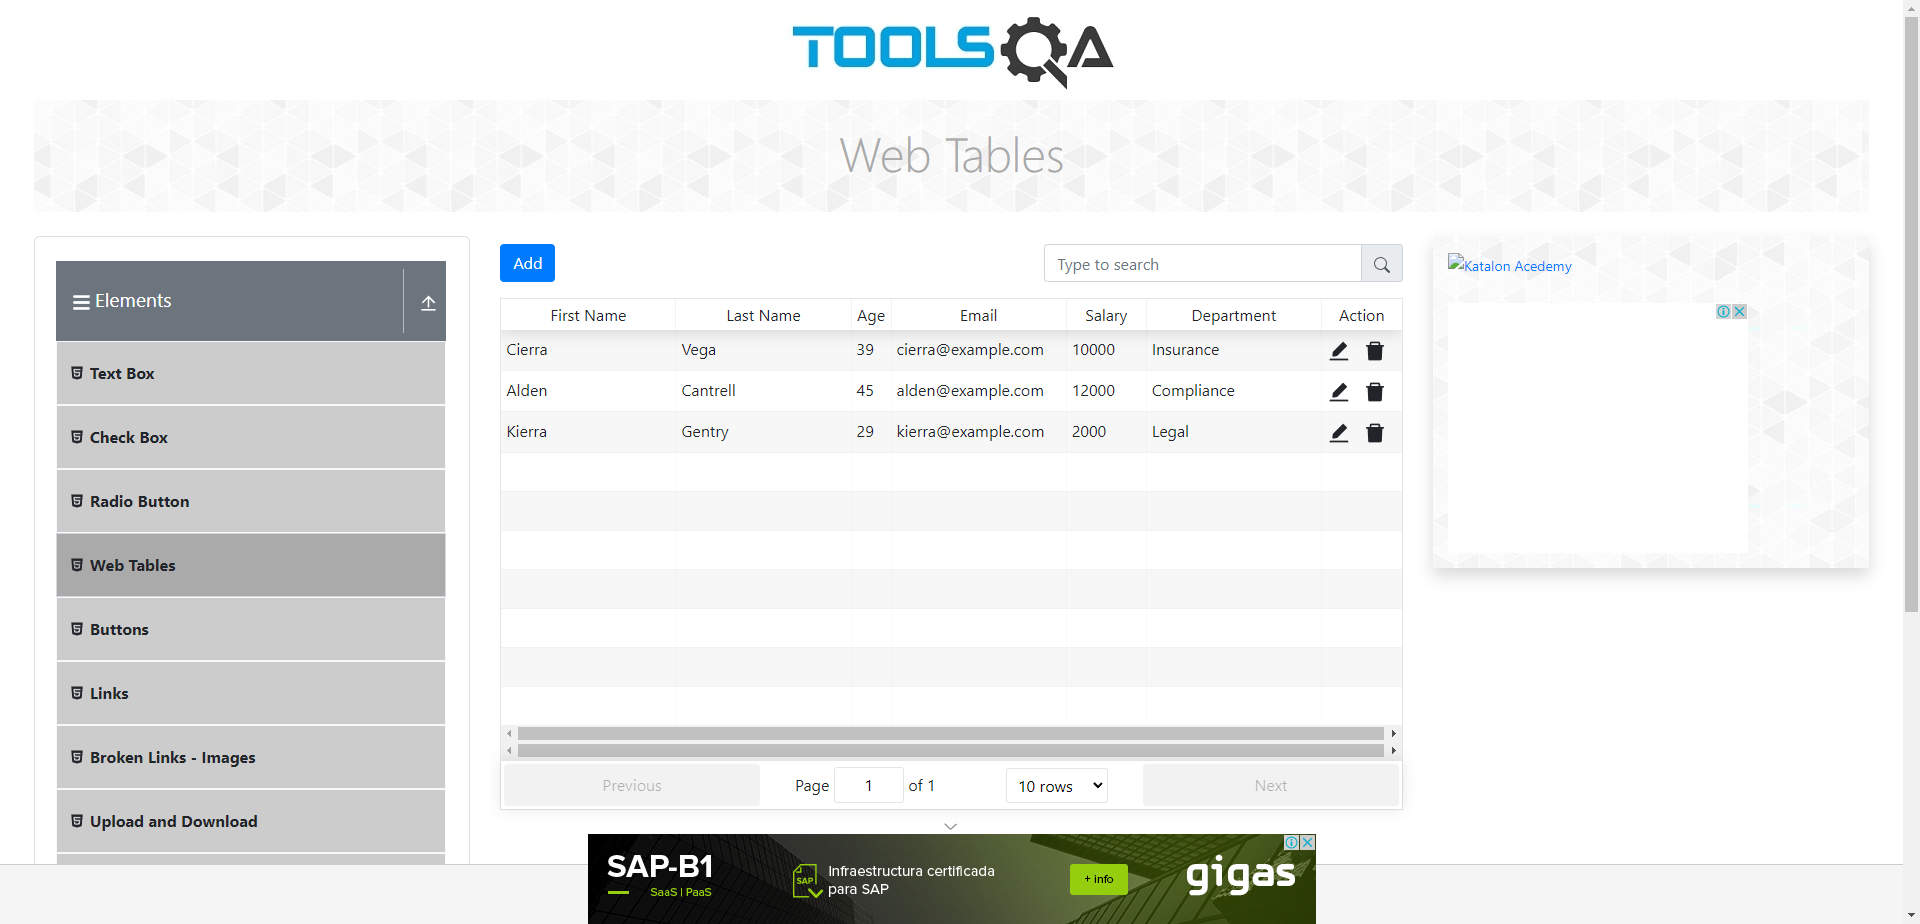 TOOLSQA
Web Tables
Elements
Text Box
Check Box
Radio Button
Web Tables
Buttons
Links
Broken Links - Images
Upload and Download
Add
Type to search
First Name Last Name Age Email Salary Department Action
Cierra Vega 39 cierra@example.com 10000 Insurance
Alden Cantrell 45 alden@example.com 12000 Compliance
Kierra Gentry 29 kierra@example.com 2000 Legal
Previous Page 1 of 1 10 rows Next
Katalon Acedemy
SAP-B1
SaaS | PaaS
SAP
Infraestructura certificada
para SAP
+ info
gigas